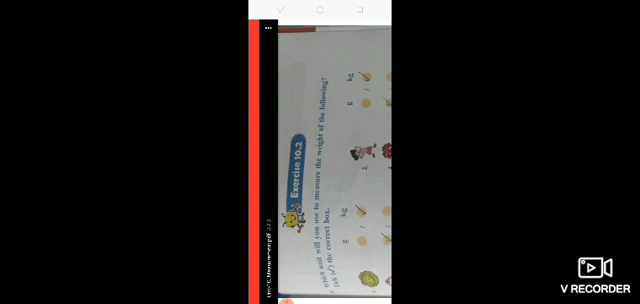 Exercise 10.2
Which unit will you use to measure the weight of the following?
Tick (✓) the correct box.
g kg g kg
2.
V RECORDER